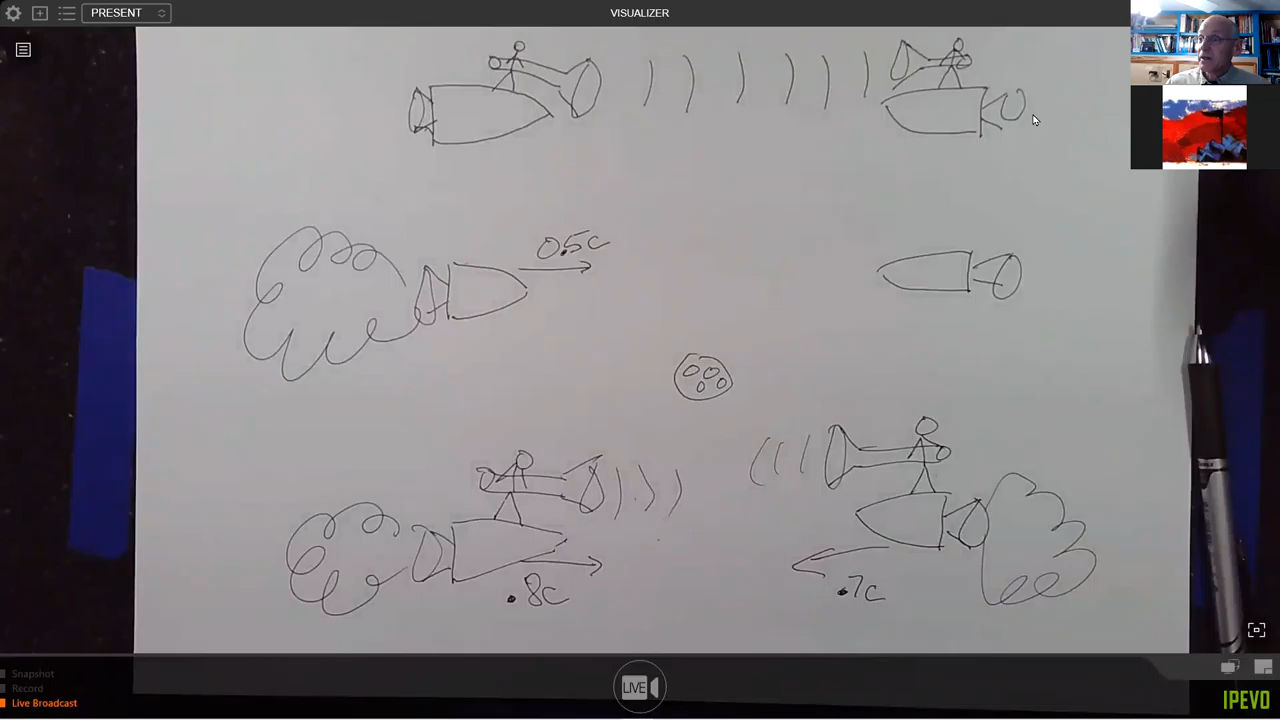 PRESENT
VISUALIZER
0.5c
.8c
.7c
Snapshot
Record
Live Broadcast
LIVE
IPEVO